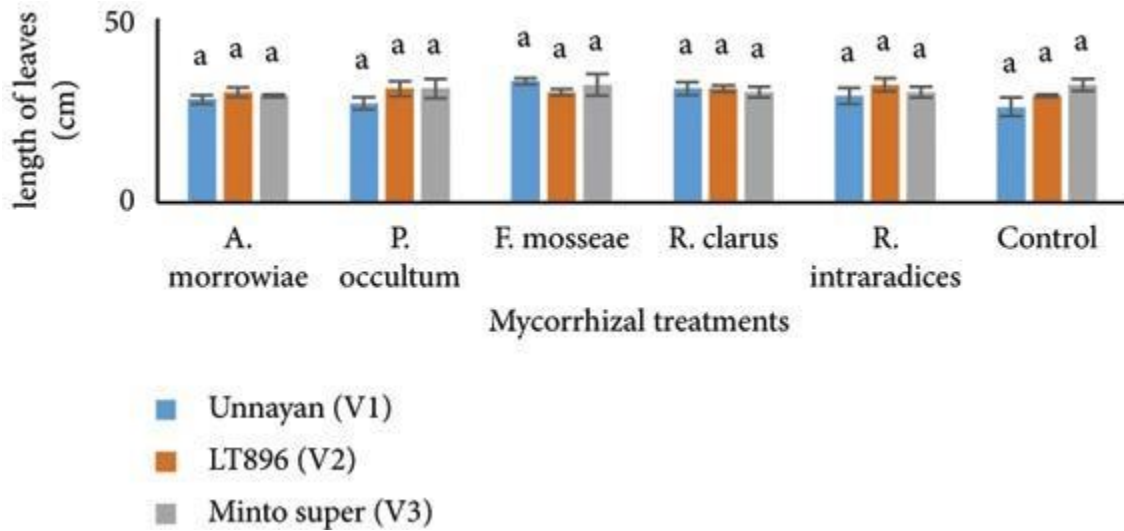 length of leaves
(cm)
50
0
a a a a a a a a a a a a a a a a a a
A.
morrowiae
P.
occultum
F. mosseae
R. clarus
R.
intraradices
Control
Mycorrhizal treatments
Unnayan (V1)
LT896 (V2)
Minto super (V3)